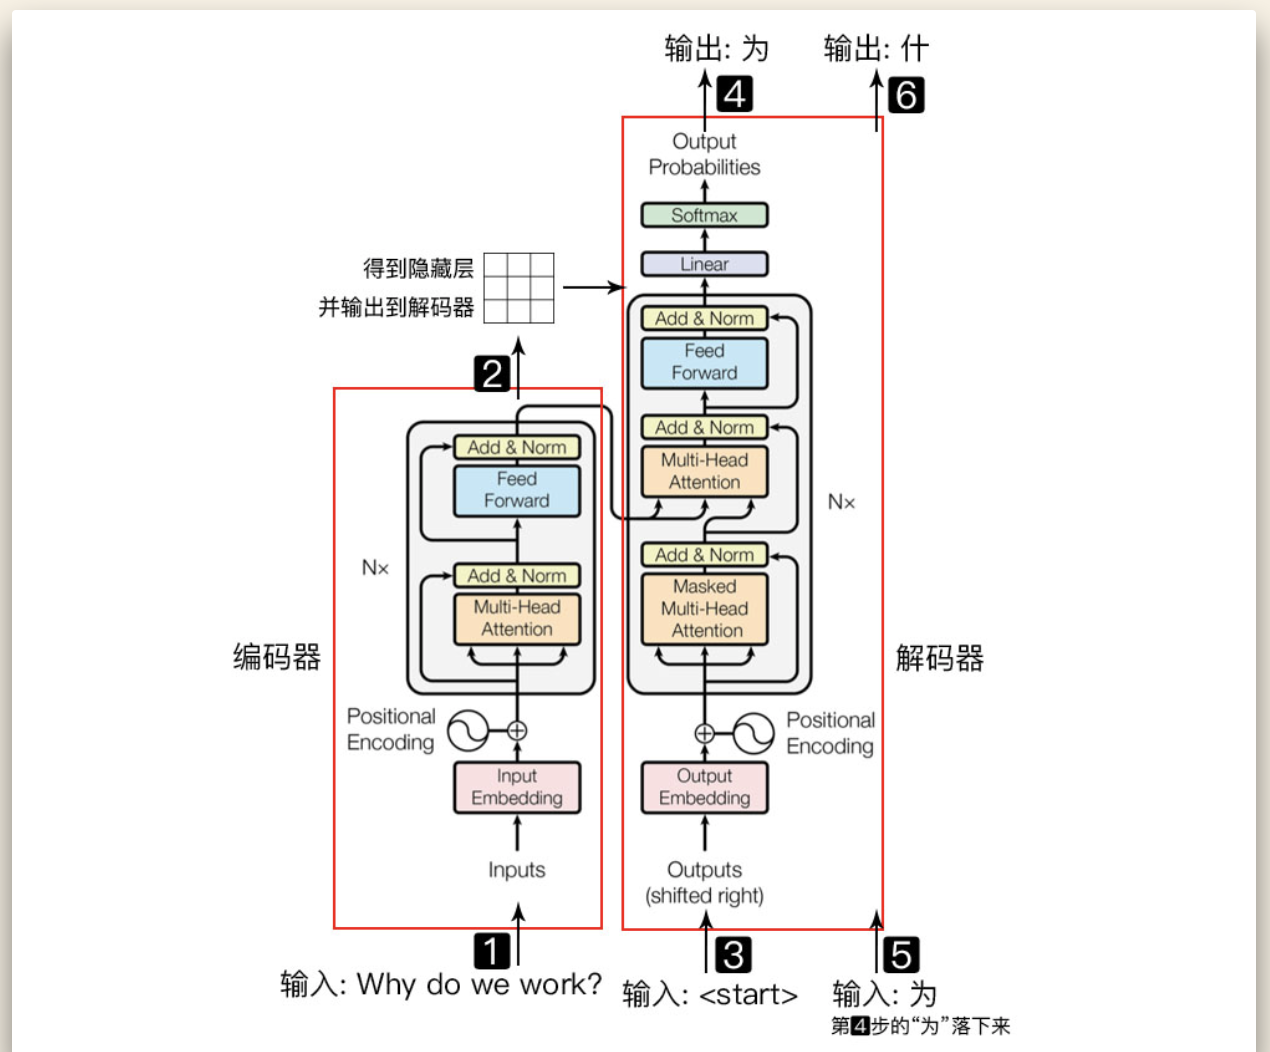 输出: 为
4
输出: 什
6
Output
Probabilities
Softmax
Linear
Add & Norm
Feed
Forward
Add & Norm
Multi-Head
Attention
N×
Add & Norm
Masked
Multi-Head
Attention
解码器
Positional
Encoding
Output
Embedding
Outputs
(shifted right)
得到隐藏层
并输出到解码器
2
Add & Norm
Feed
Forward
N×
Add & Norm
Multi-Head
Attention
编码器
Positional
Encoding
Input
Embedding
Inputs
1
输入: Why do we work?
3
输入: <start>
5
输入: 为
第4步的“为”落下来